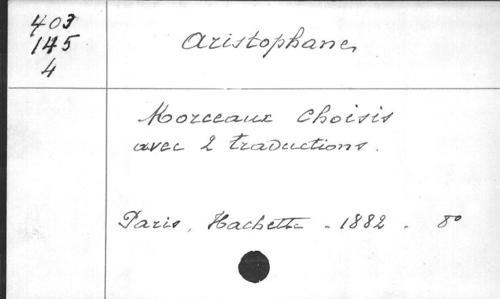 403
145
4
Aristophane
Morceaux choisis
avec 2 traductions.
Paris, Hachette - 1882 - 8°